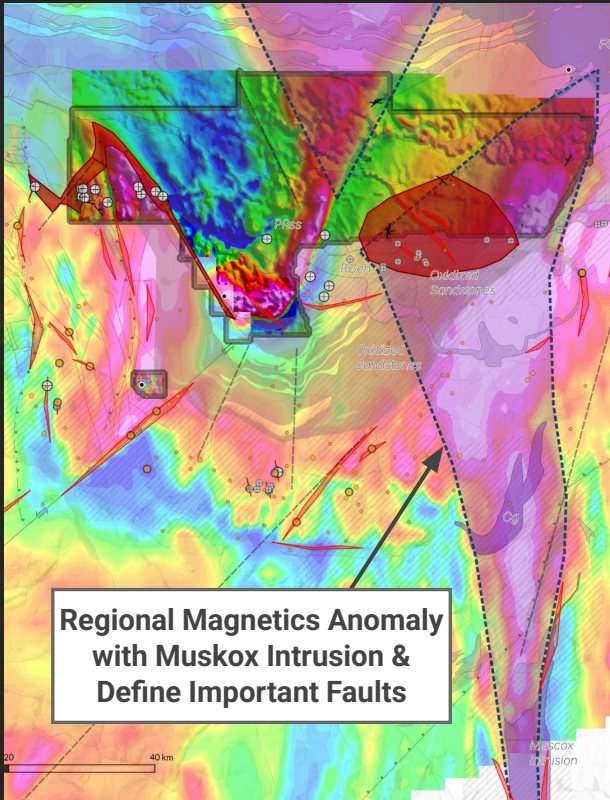 PRss
Oxidized
Sandstones
Oxidized
Sandstones
Cg
Regional Magnetics Anomaly
with Muskox Intrusion &
Define Important Faults
Muscox
Intrusion
20
40 km